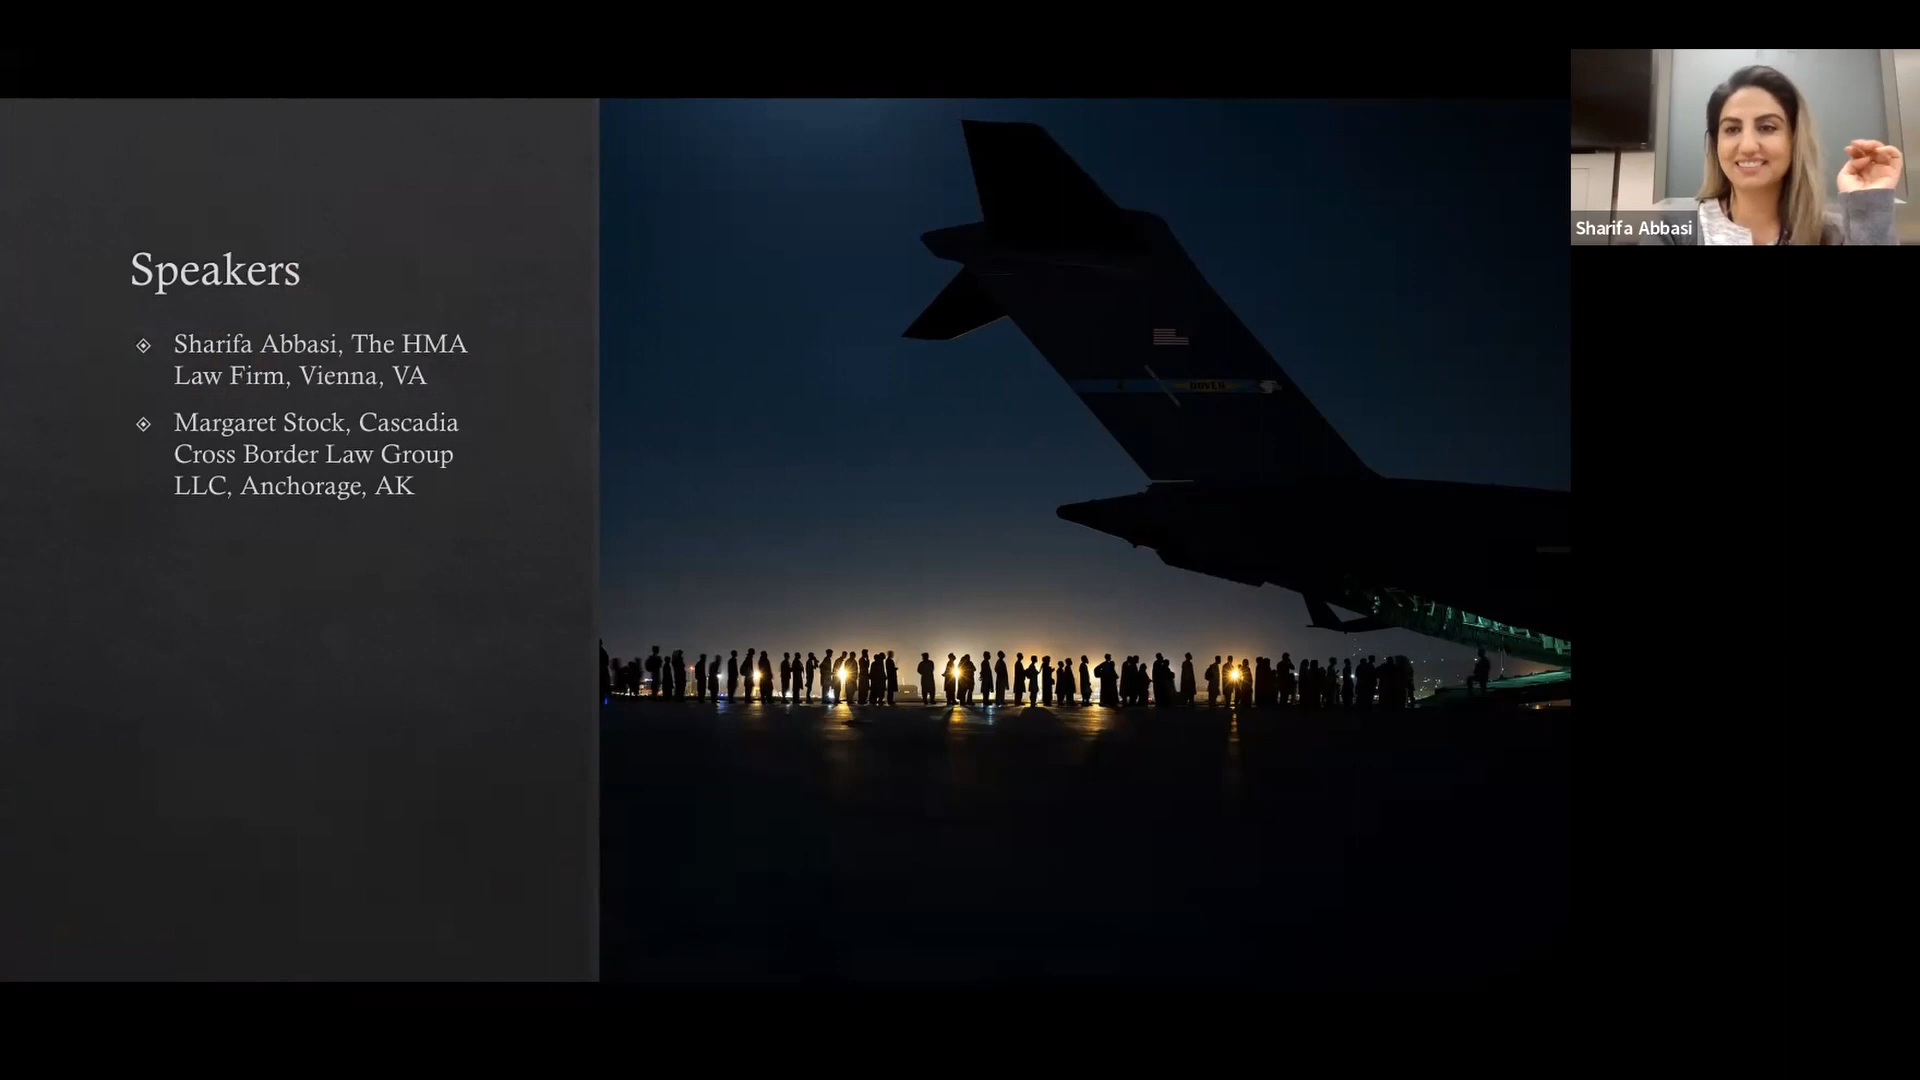 Speakers
Sharifa Abbasi, The HMA
Law Firm, Vienna, VA
Margaret Stock, Cascadia
Cross Border Law Group
LLC, Anchorage, AK
DOVER
Sharifa Abbasi